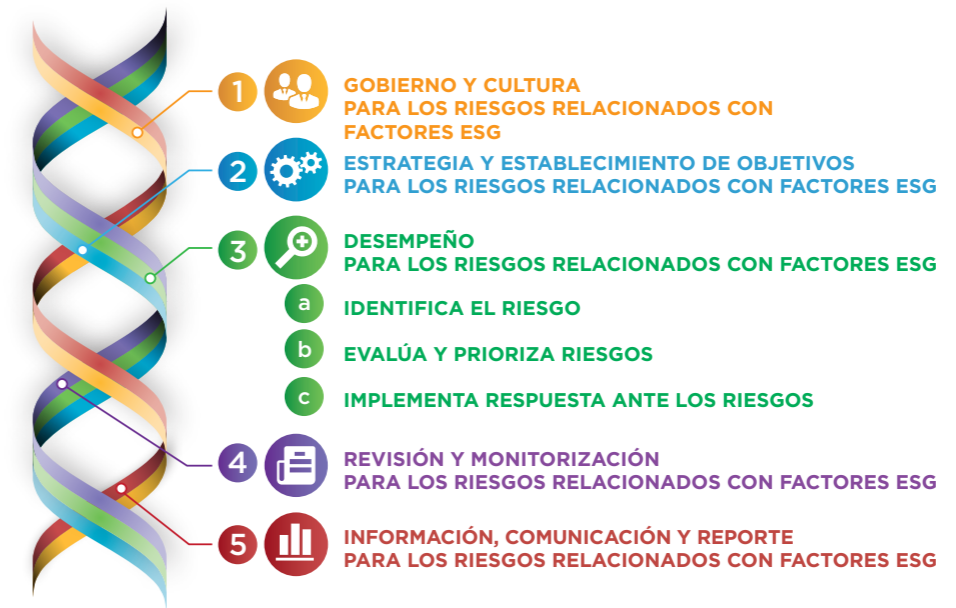 1
GOBIERNO Y CULTURA
PARA LOS RIESGOS RELACIONADOS CON
FACTORES ESG
2
ESTRATEGIA Y ESTABLECIMIENTO DE OBJETIVOS
PARA LOS RIESGOS RELACIONADOS CON FACTORES ESG
3
DESEMPEÑO
PARA LOS RIESGOS RELACIONADOS CON FACTORES ESG
a
IDENTIFICA EL RIESGO
b
EVALÚA Y PRIORIZA RIESGOS
c
IMPLEMENTA RESPUESTA ANTE LOS RIESGOS
4
REVISIÓN Y MONITORIZACIÓN
PARA LOS RIESGOS RELACIONADOS CON FACTORES ESG
5
INFORMACIÓN, COMUNICACIÓN Y REPORTE
PARA LOS RIESGOS RELACIONADOS CON FACTORES ESG